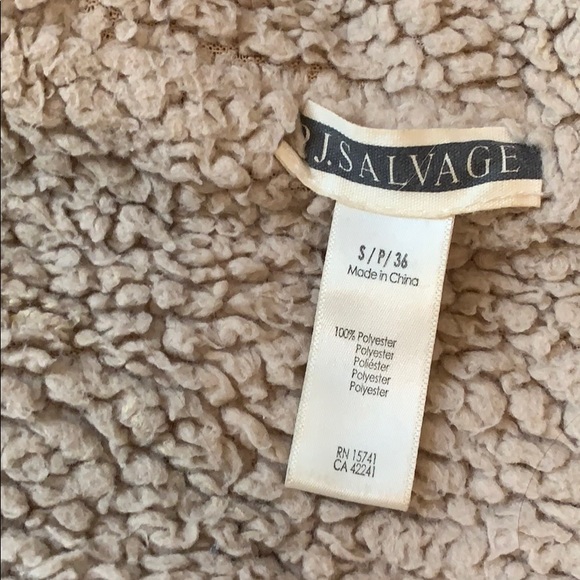 P.J. SALVAGE
S / P / 36
Made in China
100% Polyester
Polyester
Poliéster
Polyester
Polyester
RN 15741
CA 42241